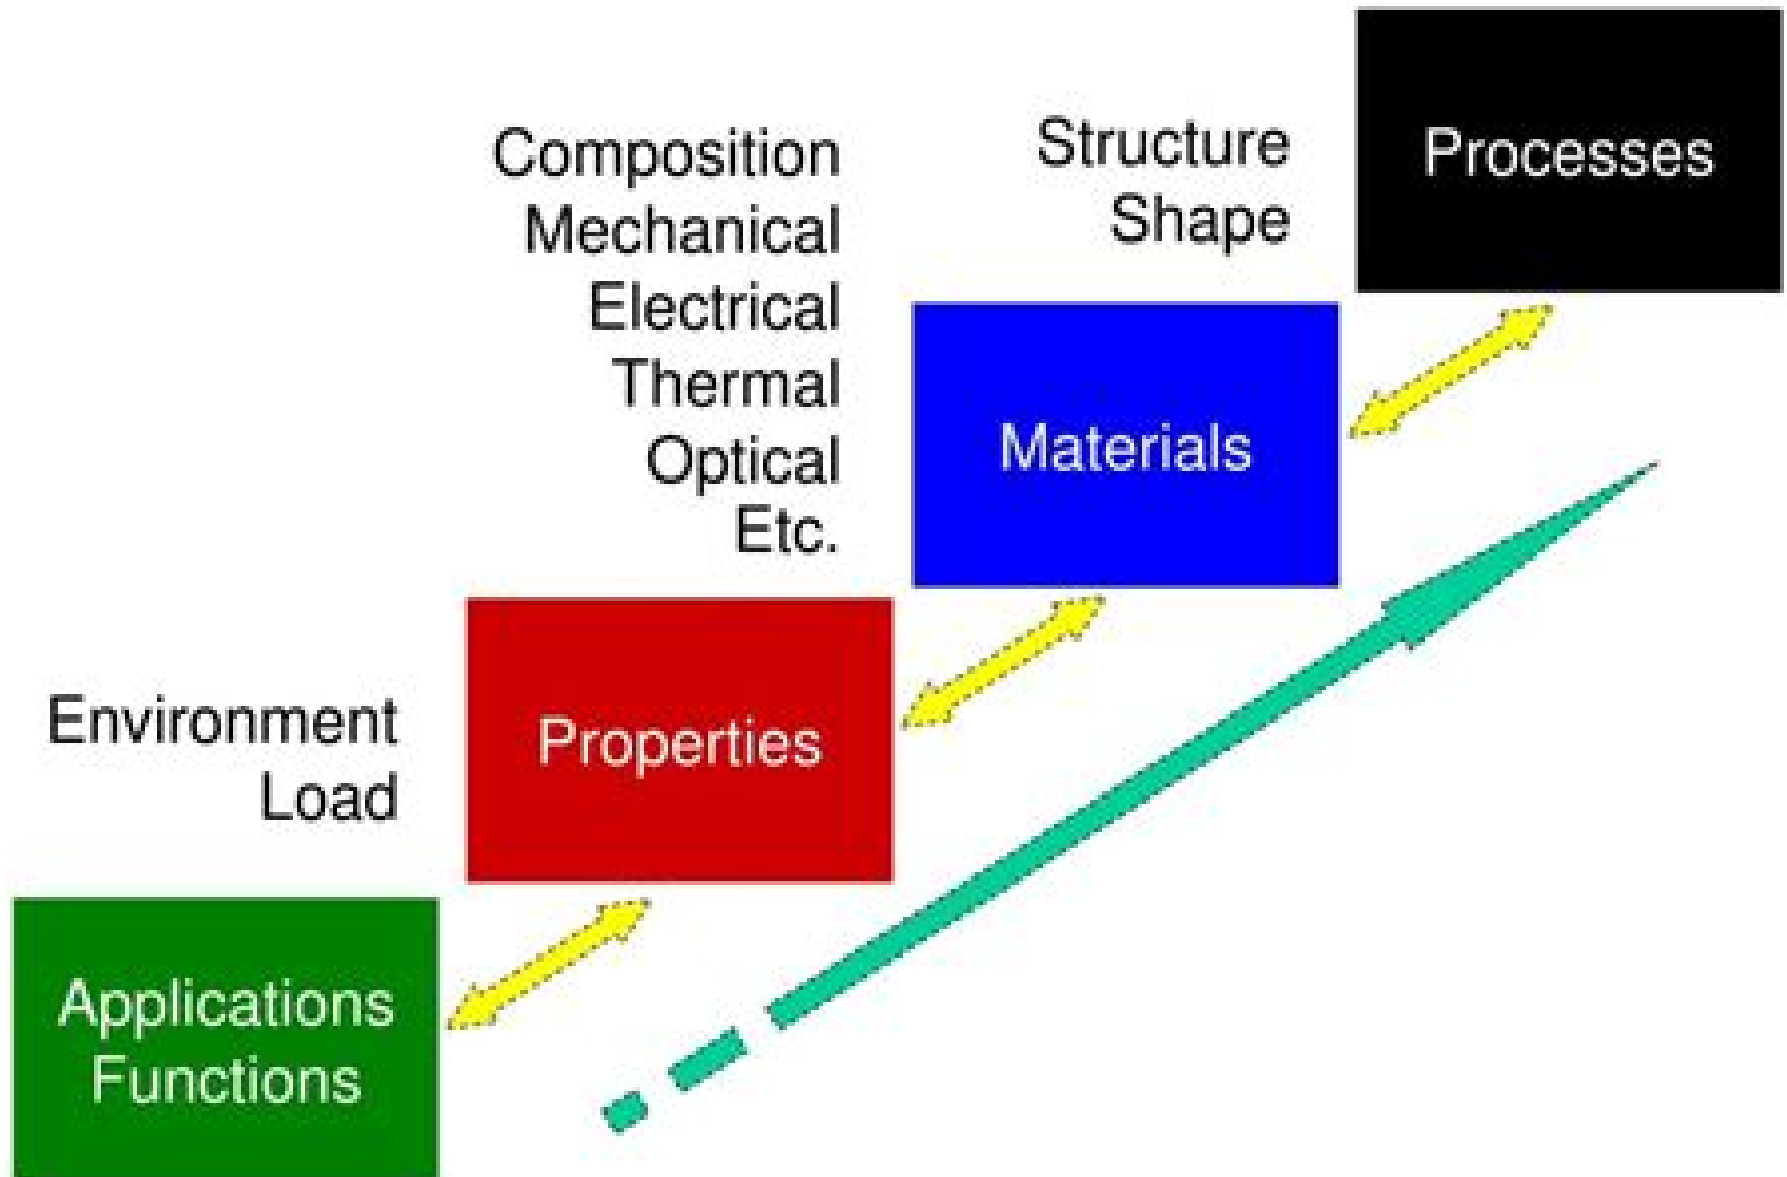 Structure
Shape
Processes
Composition
Mechanical
Electrical
Thermal
Optical
Etc.
Materials
Environment
Load
Properties
Applications
Functions